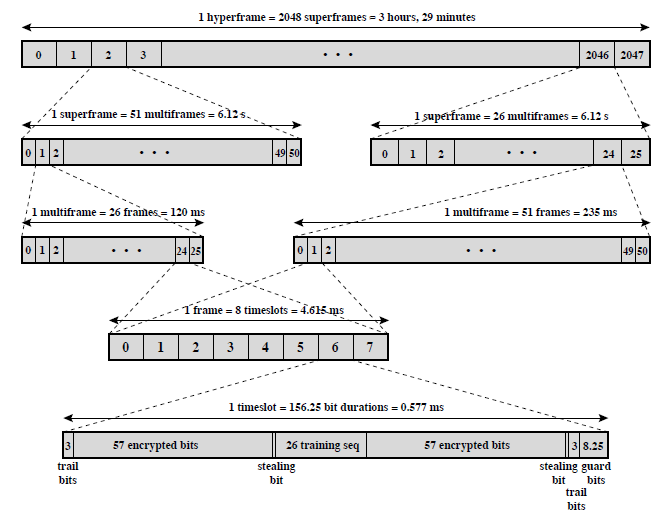 1 hyperframe = 2048 superframes = 3 hours, 29 minutes
0 1 2 3 • • • 2046 2047
1 superframe = 51 multiframes = 6.12 s
1 superframe = 26 multiframes = 6.12 s
0 1 2 • • • 49 50
0 1 2 • • • 24 25
1 multiframe = 26 frames = 120 ms
1 multiframe = 51 frames = 235 ms
0 1 2 • • • 24 25
0 1 2 • • • 49 50
1 frame = 8 timeslots = 4.615 ms
0 1 2 3 4 5 6 7
1 timeslot = 156.25 bit durations = 0.577 ms
3 57 encrypted bits 26 training seq 57 encrypted bits 3 8.25
trail
bits
stealing
bit
stealing
bit
trail
bits
guard
bits